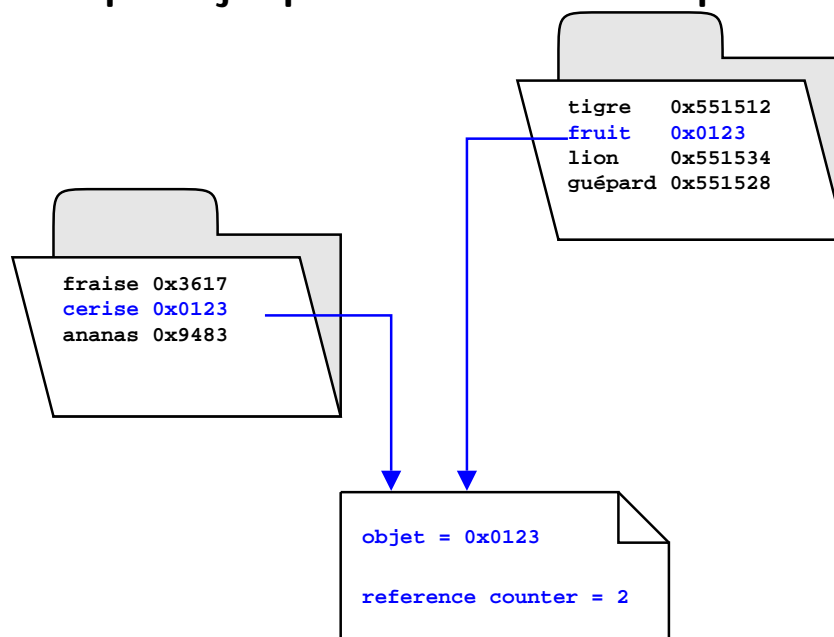 tigre 0x551512
fruit 0x0123
lion 0x551534
guépard 0x551528
fraise 0x3617
cerise 0x0123
ananas 0x9483
objet = 0x0123
reference counter = 2